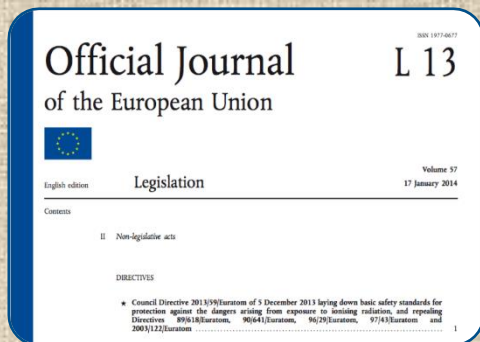 ISSN 1977-0677
Official Journal
L 13
of the European Union
Volume 57
English edition
Legislation
17 January 2014
Contents
II Non-legislative acts
DIRECTIVES
★ Council Directive 2013/59/Euratom of 5 December 2013 laying down basic safety standards for
protection against the dangers arising from exposure to ionising radiation, and repealing
Directives 89/618/Euratom, 90/641/Euratom, 96/29/Euratom, 97/43/Euratom and
2003/122/Euratom ........................................................................ 1